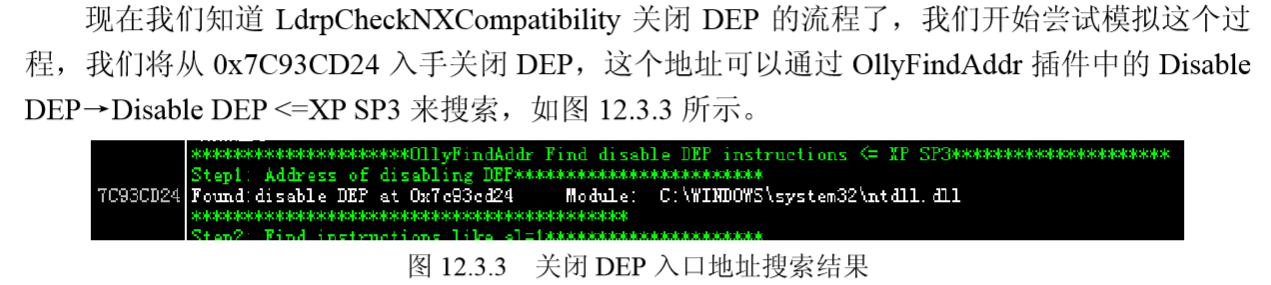 现在我们知道 LdrpCheckNXCompatibility 关闭 DEP 的流程了，我们开始尝试模拟这个过
程，我们将从 0x7C93CD24 入手关闭 DEP，这个地址可以通过 OllyFindAddr 插件中的 Disable
DEP→Disable DEP <=XP SP3 来搜索，如图 12.3.3 所示。
*********************OllyFindAddr Find disable DEP instructions <= XP SP3*********************
Step1: Address of disabling DEP************************
7C93CD24 Found:disable DEP at 0x7c93cd24 Module: C:\WINDOWS\system32\ntdll.dll
******************************************
Step2: Find instructions like al=1*********************
图 12.3.3 关闭 DEP 入口地址搜索结果